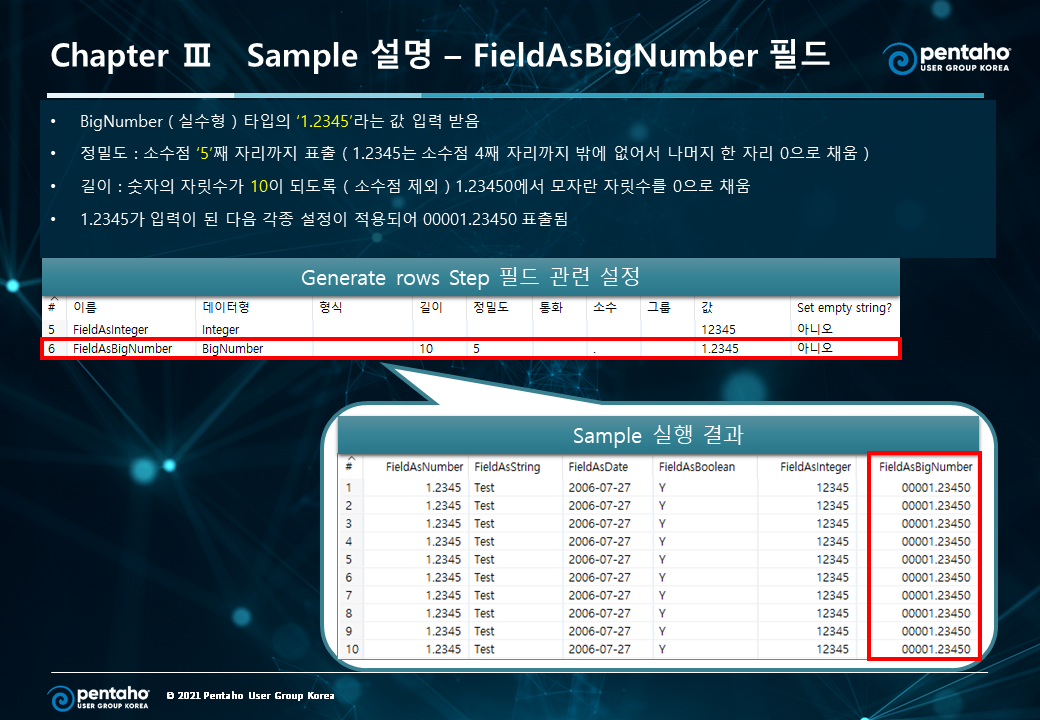 Chapter Ⅲ Sample 설명 – FieldAsBigNumber 필드
pentaho
USER GROUP KOREA
• BigNumber ( 실수형 ) 타입의 ‘1.2345’라는 값 입력 받음
• 정밀도 : 소수점 ‘5’째 자리까지 표출 ( 1.2345는 소수점 4째 자리까지 밖에 없어서 나머지 한 자리 0으로 채움 )
• 길이 : 숫자의 자릿수가 10이 되도록 ( 소수점 제외 ) 1.23450에서 모자란 자릿수를 0으로 채움
• 1.2345가 입력이 된 다음 각종 설정이 적용되어 00001.23450 표출됨
Generate rows Step 필드 관련 설정
# 이름 데이터형 형식 길이 정밀도 통화 소수 그룹 값 Set empty string?
5 FieldAsInteger Integer 12345 아니오
6 FieldAsBigNumber BigNumber 10 5 . 1.2345 아니오
Sample 실행 결과
# FieldAsNumber FieldAsString FieldAsDate FieldAsBoolean FieldAsInteger FieldAsBigNumber
1 1.2345 Test 2006-07-27 Y 12345 00001.23450
2 1.2345 Test 2006-07-27 Y 12345 00001.23450
3 1.2345 Test 2006-07-27 Y 12345 00001.23450
4 1.2345 Test 2006-07-27 Y 12345 00001.23450
5 1.2345 Test 2006-07-27 Y 12345 00001.23450
6 1.2345 Test 2006-07-27 Y 12345 00001.23450
7 1.2345 Test 2006-07-27 Y 12345 00001.23450
8 1.2345 Test 2006-07-27 Y 12345 00001.23450
9 1.2345 Test 2006-07-27 Y 12345 00001.23450
10 1.2345 Test 2006-07-27 Y 12345 00001.23450
pentaho
USER GROUP KOREA
© 2021 Pentaho User Group Korea